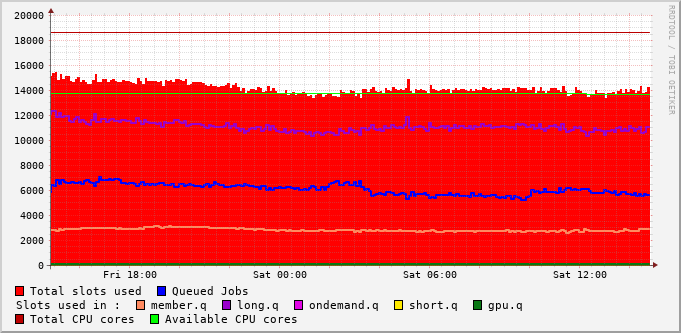 20000
18000
16000
14000
12000
10000
8000
6000
4000
2000
0
Fri 18:00 Sat 00:00 Sat 06:00 Sat 12:00
Total slots used Queued Jobs
Slots used in : member.q long.q ondemand.q short.q gpu.q
Total CPU cores Available CPU cores
RRDTOOL / TOBI OETIKER